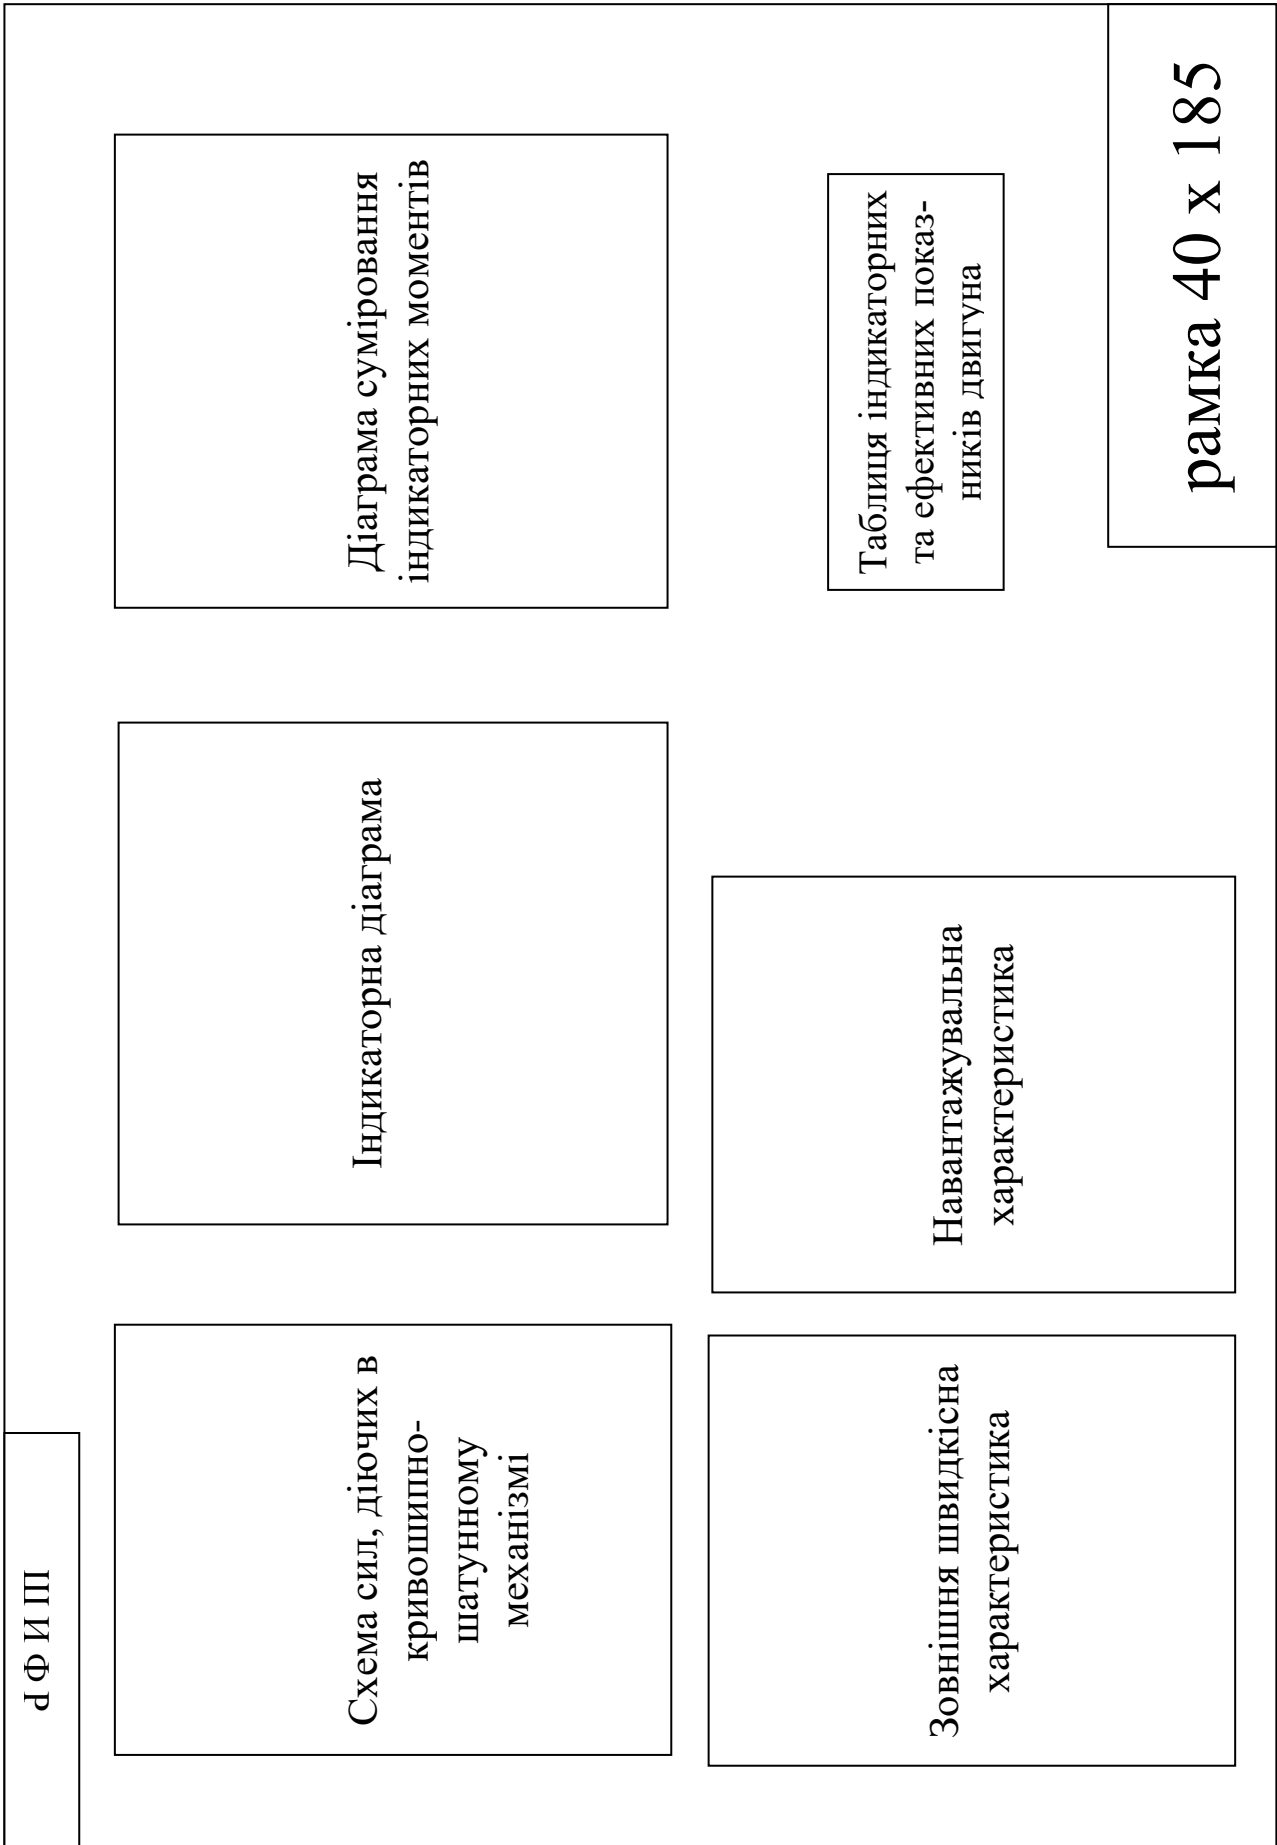 ШИФР
Схема сил, діючих в
кривошипно-
шатунному
механізмі
Індикаторна діаграма
Діаграма суміровання
індикаторних моментів
Зовнішня швидкісна
характеристика
Навантажувальна
характеристика
Таблиця індикаторних
та ефективних показ-
ників двигуна
рамка 40 х 185